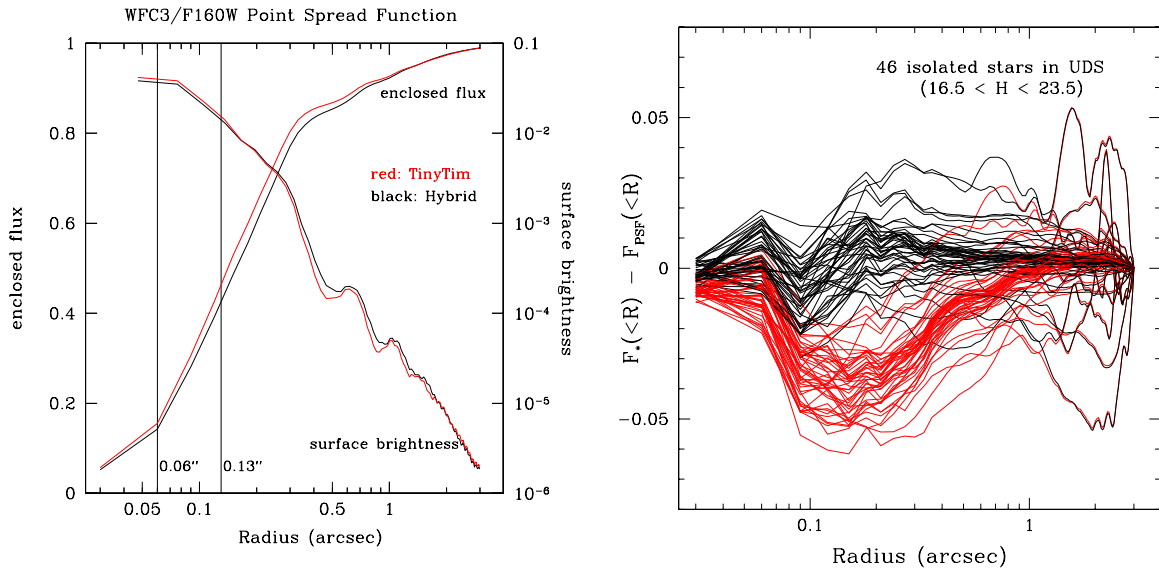 WFC3/F160W Point Spread Function
1
0.8
0.6
0.4
0.2
0
enclosed flux
0.1
10⁻²
10⁻³
10⁻⁴
10⁻⁵
10⁻⁶
surface brightness
enclosed flux
red: TinyTim
black: Hybrid
surface brightness
0.06″
0.13″
0.05
0.1
0.5
1
Radius (arcsec)
46 isolated stars in UDS
(16.5 < H < 23.5)
0.05
0
−0.05
F*(<R) − F_PSF(<R)
0.1
1
Radius (arcsec)